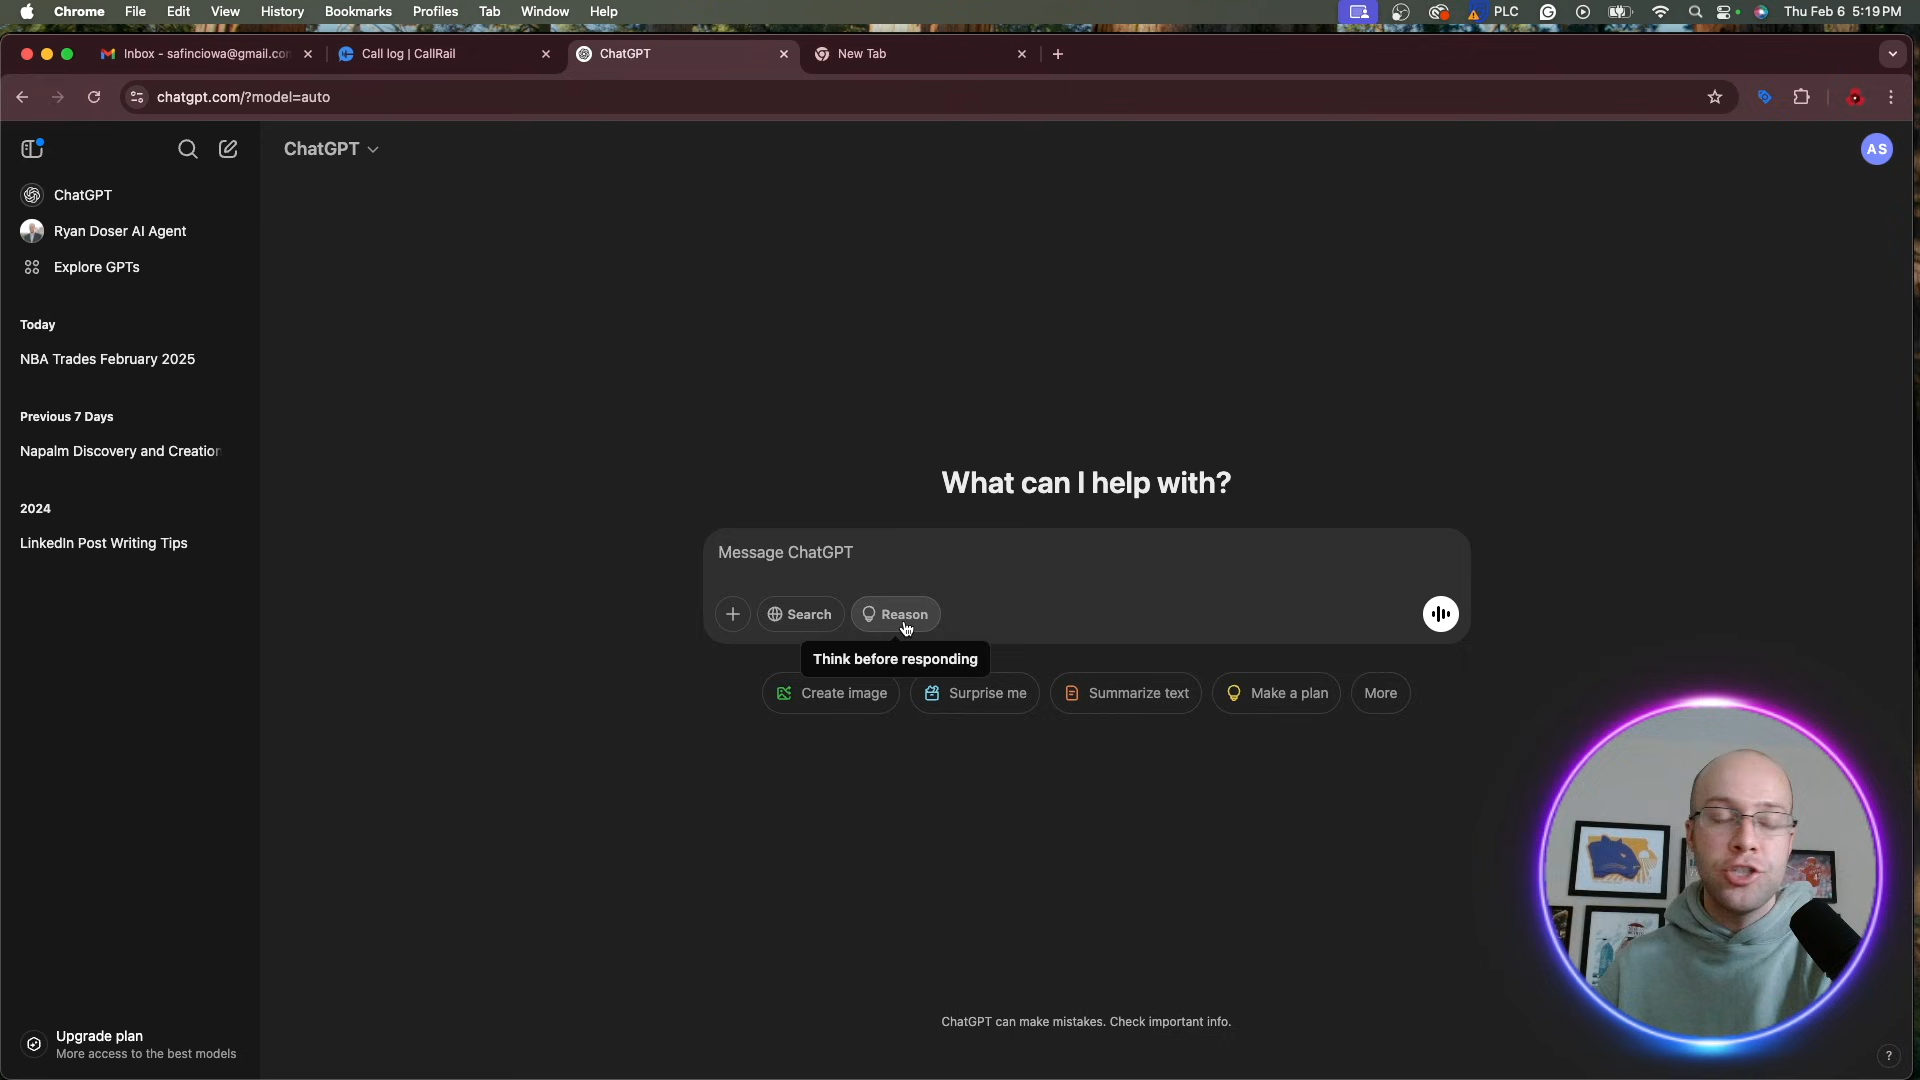 Chrome File Edit View History Bookmarks Profiles Tab Window Help PLC Thu Feb 6 5:19 PM
Inbox - safinciowa@gmail.con Call log | CallRail ChatGPT New Tab
chatgpt.com/?model=auto
ChatGPT
AS
ChatGPT
Ryan Doser AI Agent
Explore GPTs
Today
NBA Trades February 2025
Previous 7 Days
Napalm Discovery and Creation
2024
LinkedIn Post Writing Tips
What can I help with?
Message ChatGPT
Search Reason
Think before responding
Create image Surprise me Summarize text Make a plan More
ChatGPT can make mistakes. Check important info.
Upgrade plan
More access to the best models
?